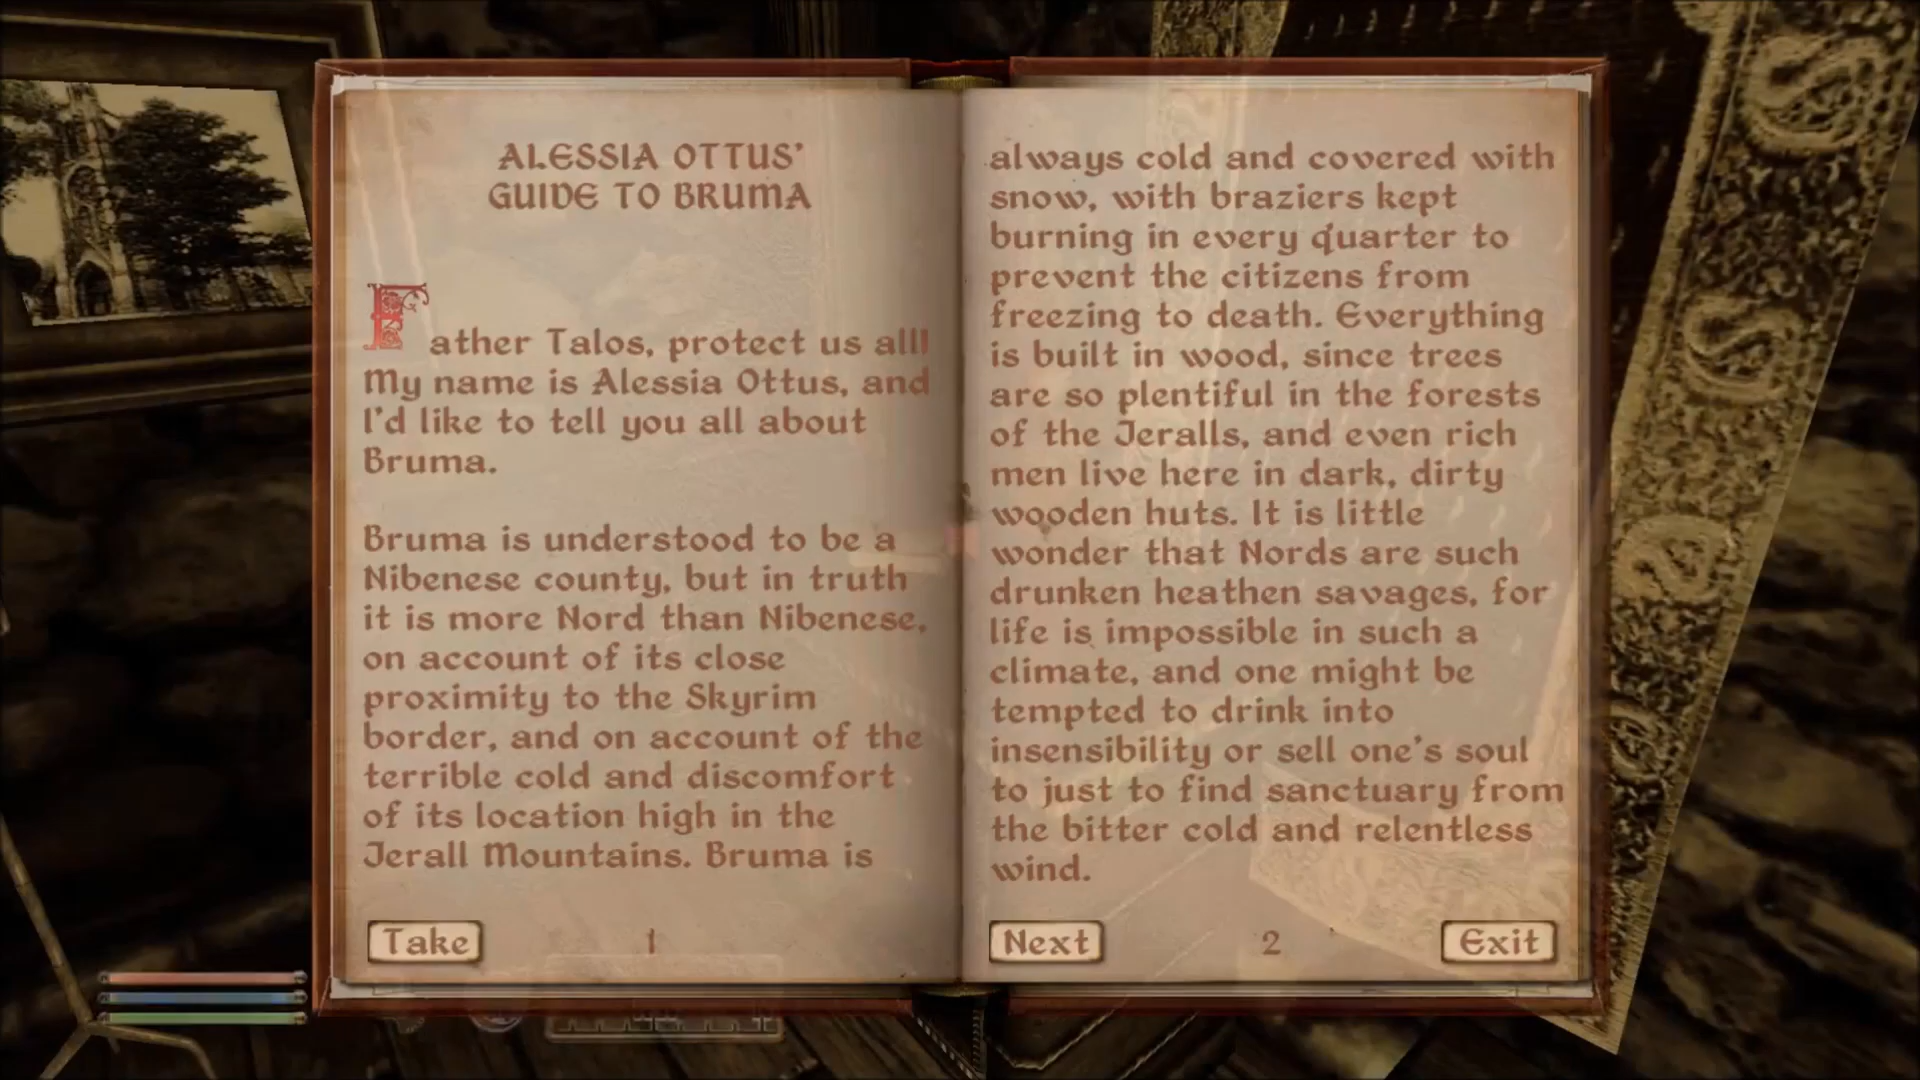 ALESSIA OTTUS'
GUIDE TO BRUMA
Father Talos, protect us all!
My name is Alessia Ottus, and
I'd like to tell you all about
Bruma.
Bruma is understood to be a
Nibenese county, but in truth
it is more Nord than Nibenese,
on account of its close
proximity to the Skyrim
border, and on account of the
terrible cold and discomfort
of its location high in the
Jerall Mountains. Bruma is
Take
1
always cold and covered with
snow, with braziers kept
burning in every quarter to
prevent the citizens from
freezing to death. Everything
is built in wood, since trees
are so plentiful in the forests
of the Jeralls, and even rich
men live here in dark, dirty
wooden huts. It is little
wonder that Nords are such
drunken heathen savages, for
life is impossible in such a
climate, and one might be
tempted to drink into
insensibility or sell one's soul
to just to find sanctuary from
the bitter cold and relentless
wind.
Next
2
Exit